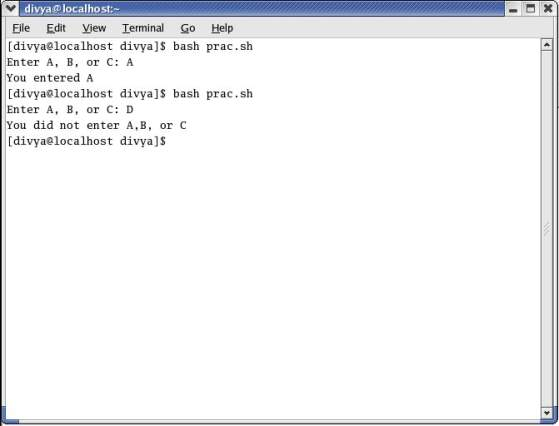 divya@localhost:~
File Edit View Terminal Go Help
[divya@localhost divya]$ bash prac.sh
Enter A, B, or C: A
You entered A
[divya@localhost divya]$ bash prac.sh
Enter A, B, or C: D
You did not enter A,B, or C
[divya@localhost divya]$